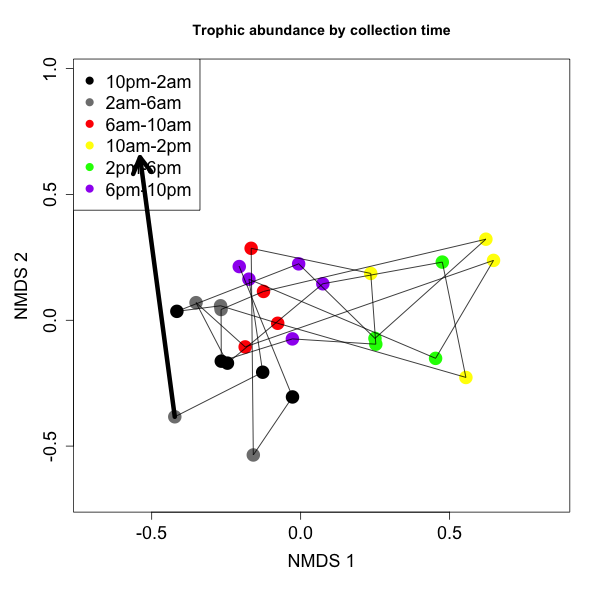 Trophic abundance by collection time
10pm-2am
2am-6am
6am-10am
10am-2pm
2pm-6pm
6pm-10pm
1.0
0.5
0.0
-0.5
NMDS 2
-0.5
0.0
0.5
NMDS 1